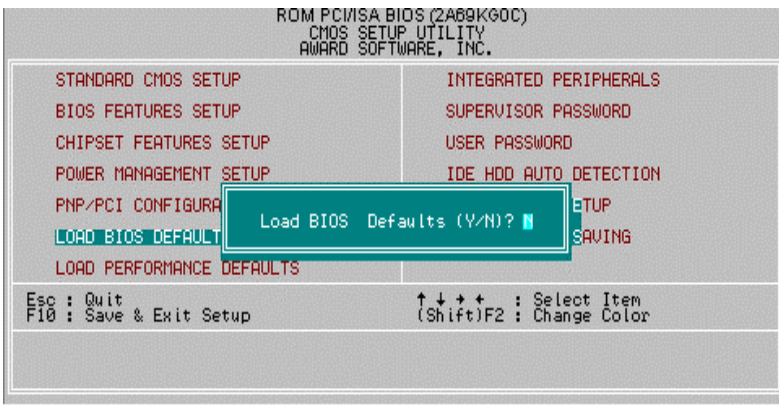 ROM PCI/ISA BIOS (2A69KG0C)
CMOS SETUP UTILITY
AWARD SOFTWARE, INC.
STANDARD CMOS SETUP
BIOS FEATURES SETUP
CHIPSET FEATURES SETUP
POWER MANAGEMENT SETUP
PNP/PCI CONFIGURA
LOAD BIOS DEFAULT
LOAD PERFORMANCE DEFAULTS
INTEGRATED PERIPHERALS
SUPERVISOR PASSWORD
USER PASSWORD
IDE HDD AUTO DETECTION
ETUP
SAVING
Load BIOS Defaults (Y/N)? N
Esc : Quit
F10 : Save & Exit Setup
↑ ↓ → ← : Select Item
(Shift)F2 : Change Color